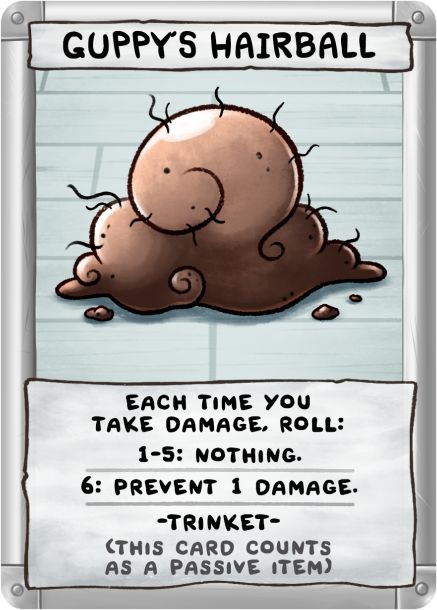 GUPPY'S HAIRBALL
EACH TIME YOU
TAKE DAMAGE, ROLL:
1-5: NOTHING.
6: PREVENT 1 DAMAGE.
-TRINKET-
(THIS CARD COUNTS
AS A PASSIVE ITEM)